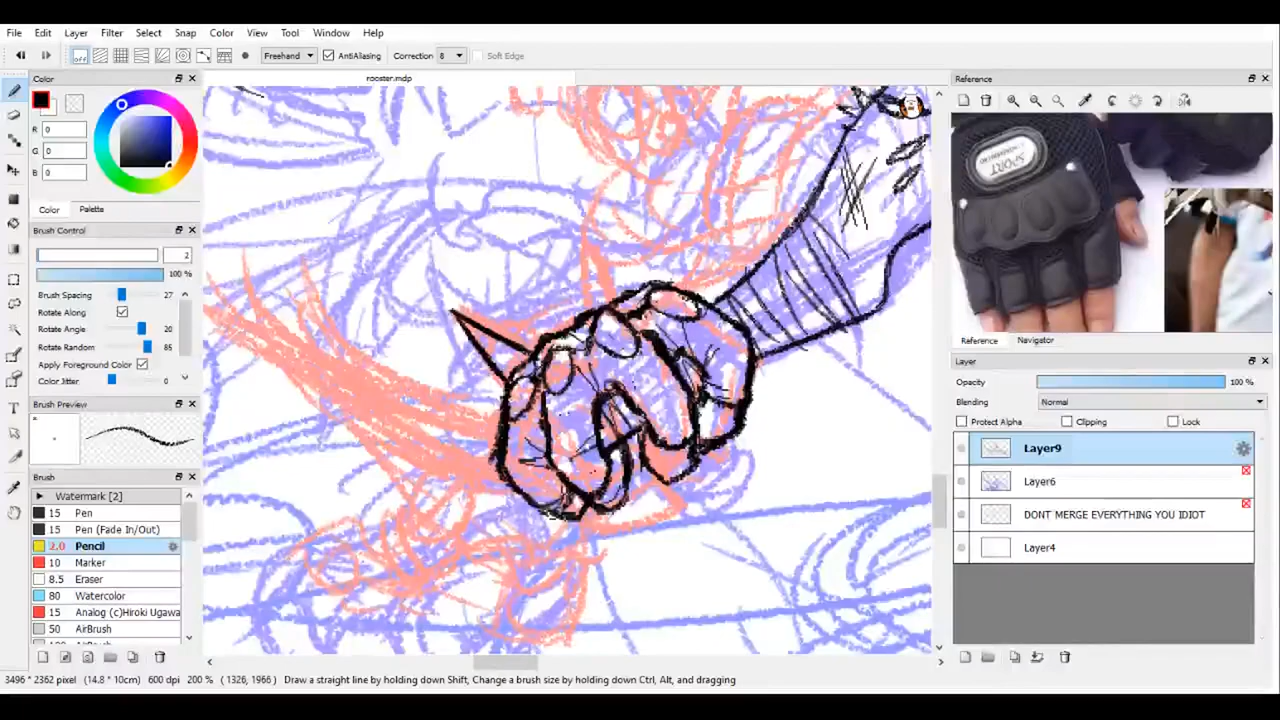 File Edit Layer Filter Select Snap Color View Tool Window Help
off Freehand AntiAliasing Correction 8 Soft Edge
Color
rooster.mdp
Reference
R 0
G 0
B 0
SPORT
Color Palette
Brush Control
2
100 %
Brush Spacing 27
Rotate Along
Rotate Angle 20
Rotate Random 85
Apply Foreground Color
Color Jitter 0
Reference Navigator
Layer
Opacity 100 %
Blending Normal
Protect Alpha Clipping Lock
Brush Preview
Layer9
Layer6
DONT MERGE EVERYTHING YOU IDIOT
Layer4
Brush
Watermark [2]
15 Pen
15 Pen (Fade In/Out)
2.0 Pencil
10 Marker
8.5 Eraser
80 Watercolor
15 Analog (c)Hiroki Ugawa
50 AirBrush
3496 * 2362 pixel (14.8 * 10cm) 600 dpi 200 % ( 1326, 1966 ) Draw a straight line by holding down Shift, Change a brush size by holding down Ctrl, Alt, and dragging